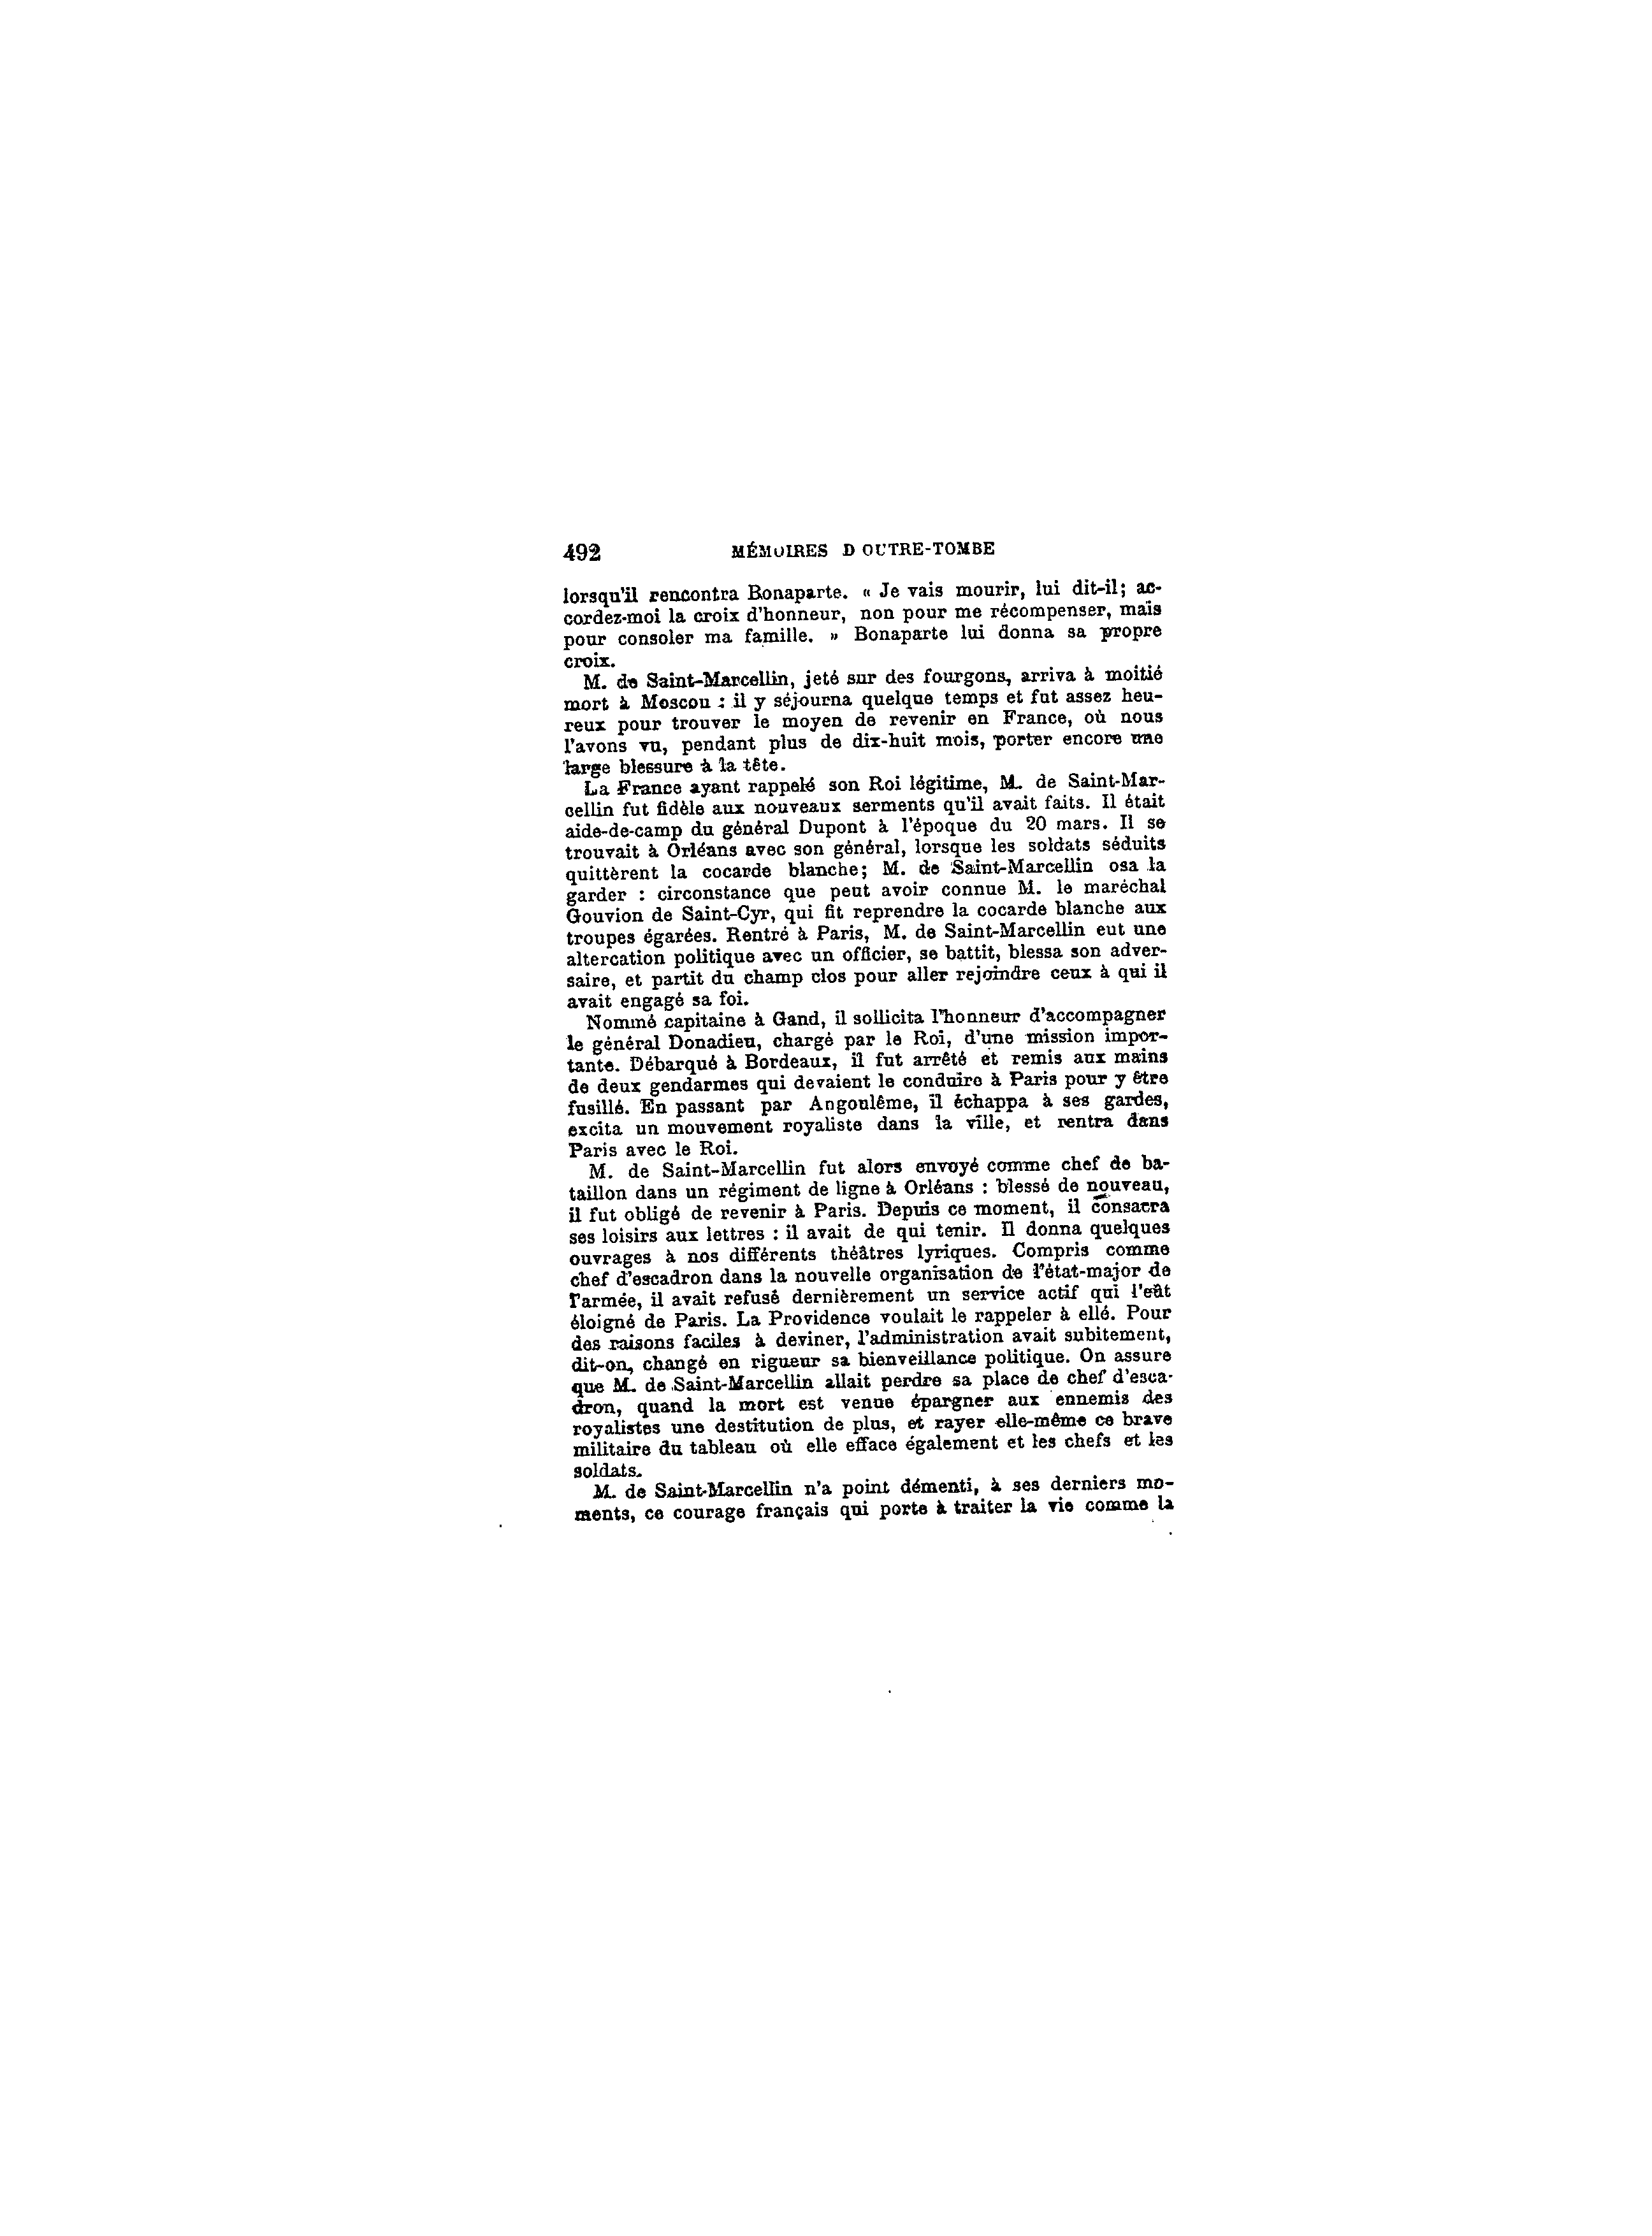 492 MÉMOIRES D OUTRE-TOMBE
lorsqu'il rencontra Bonaparte. « Je vais mourir, lui dit-il; ac-
cordez-moi la croix d'honneur, non pour me récompenser, mais
pour consoler ma famille. » Bonaparte lui donna sa propre
croix.
M. de Saint-Marcellin, jeté sur des fourgons, arriva à moitié
mort à Moscou : il y séjourna quelque temps et fut assez heu-
reux pour trouver le moyen de revenir en France, où nous
l'avons vu, pendant plus de dix-huit mois, porter encore une
large blessure à la tête.
La France ayant rappelé son Roi légitime, M. de Saint-Mar-
cellin fut fidèle aux nouveaux serments qu'il avait faits. Il était
aide-de-camp du général Dupont à l'époque du 20 mars. Il se
trouvait à Orléans avec son général, lorsque les soldats séduits
quittèrent la cocarde blanche; M. de Saint-Marcellin osa la
garder : circonstance que peut avoir connue M. le maréchal
Gouvion de Saint-Cyr, qui fit reprendre la cocarde blanche aux
troupes égarées. Rentré à Paris, M. de Saint-Marcellin eut une
altercation politique avec un officier, se battit, blessa son adver-
saire, et partit du champ clos pour aller rejoindre ceux à qui il
avait engagé sa foi.
Nommé capitaine à Gand, il sollicita l'honneur d'accompagner
le général Donadieu, chargé par le Roi, d'une mission impor-
tante. Débarqué à Bordeaux, il fut arrêté et remis aux mains
de deux gendarmes qui devaient le conduire à Paris pour y être
fusillé. En passant par Angoulême, il échappa à ses gardes,
excita un mouvement royaliste dans la ville, et rentra dans
Paris avec le Roi.
M. de Saint-Marcellin fut alors envoyé comme chef de ba-
taillon dans un régiment de ligne à Orléans : blessé de nouveau,
il fut obligé de revenir à Paris. Depuis ce moment, il consacra
ses loisirs aux lettres : il avait de qui tenir. Il donna quelques
ouvrages à nos différents théâtres lyriques. Compris comme
chef d'escadron dans la nouvelle organisation de l'état-major de
l'armée, il avait refusé dernièrement un service actif qui l'eût
éloigné de Paris. La Providence voulait le rappeler à ellé. Pour
des raisons faciles à deviner, l'administration avait subitement,
dit-on, changé en rigueur sa bienveillance politique. On assure
que M. de Saint-Marcellin allait perdre sa place de chef d'esca-
dron, quand la mort est venue épargner aux ennemis des
royalistes une destitution de plus, et rayer elle-même ce brave
militaire du tableau où elle efface également et les chefs et les
soldats.
M. de Saint-Marcellin n'a point démenti, à ses derniers mo-
ments, ce courage français qui porte à traiter la vie comme la